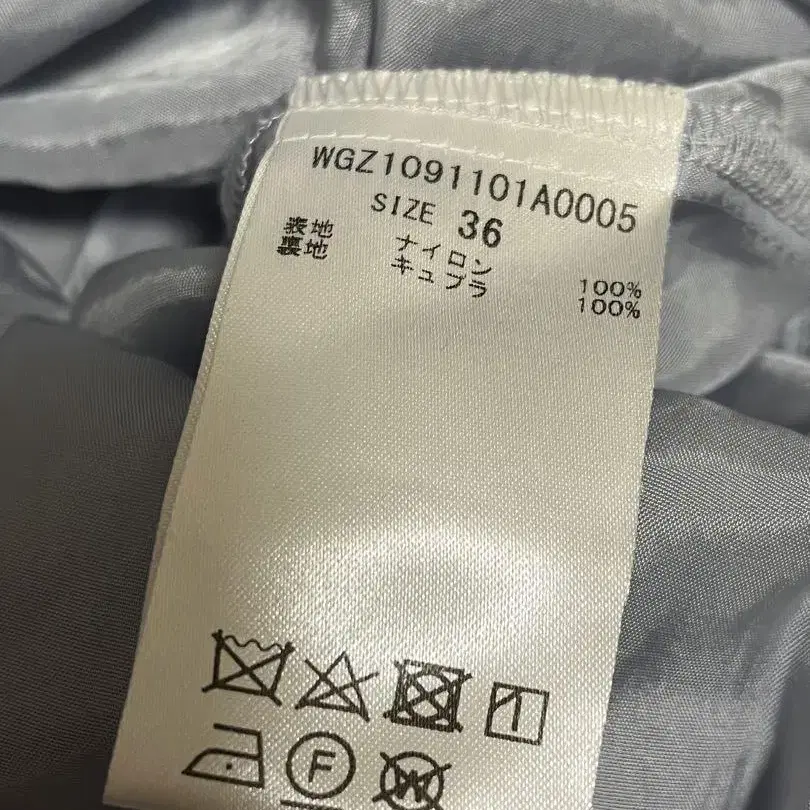 WGZ1091101A0005
SIZE 36
表地 ナイロン 100%
裏地 キュプラ 100%
F
W